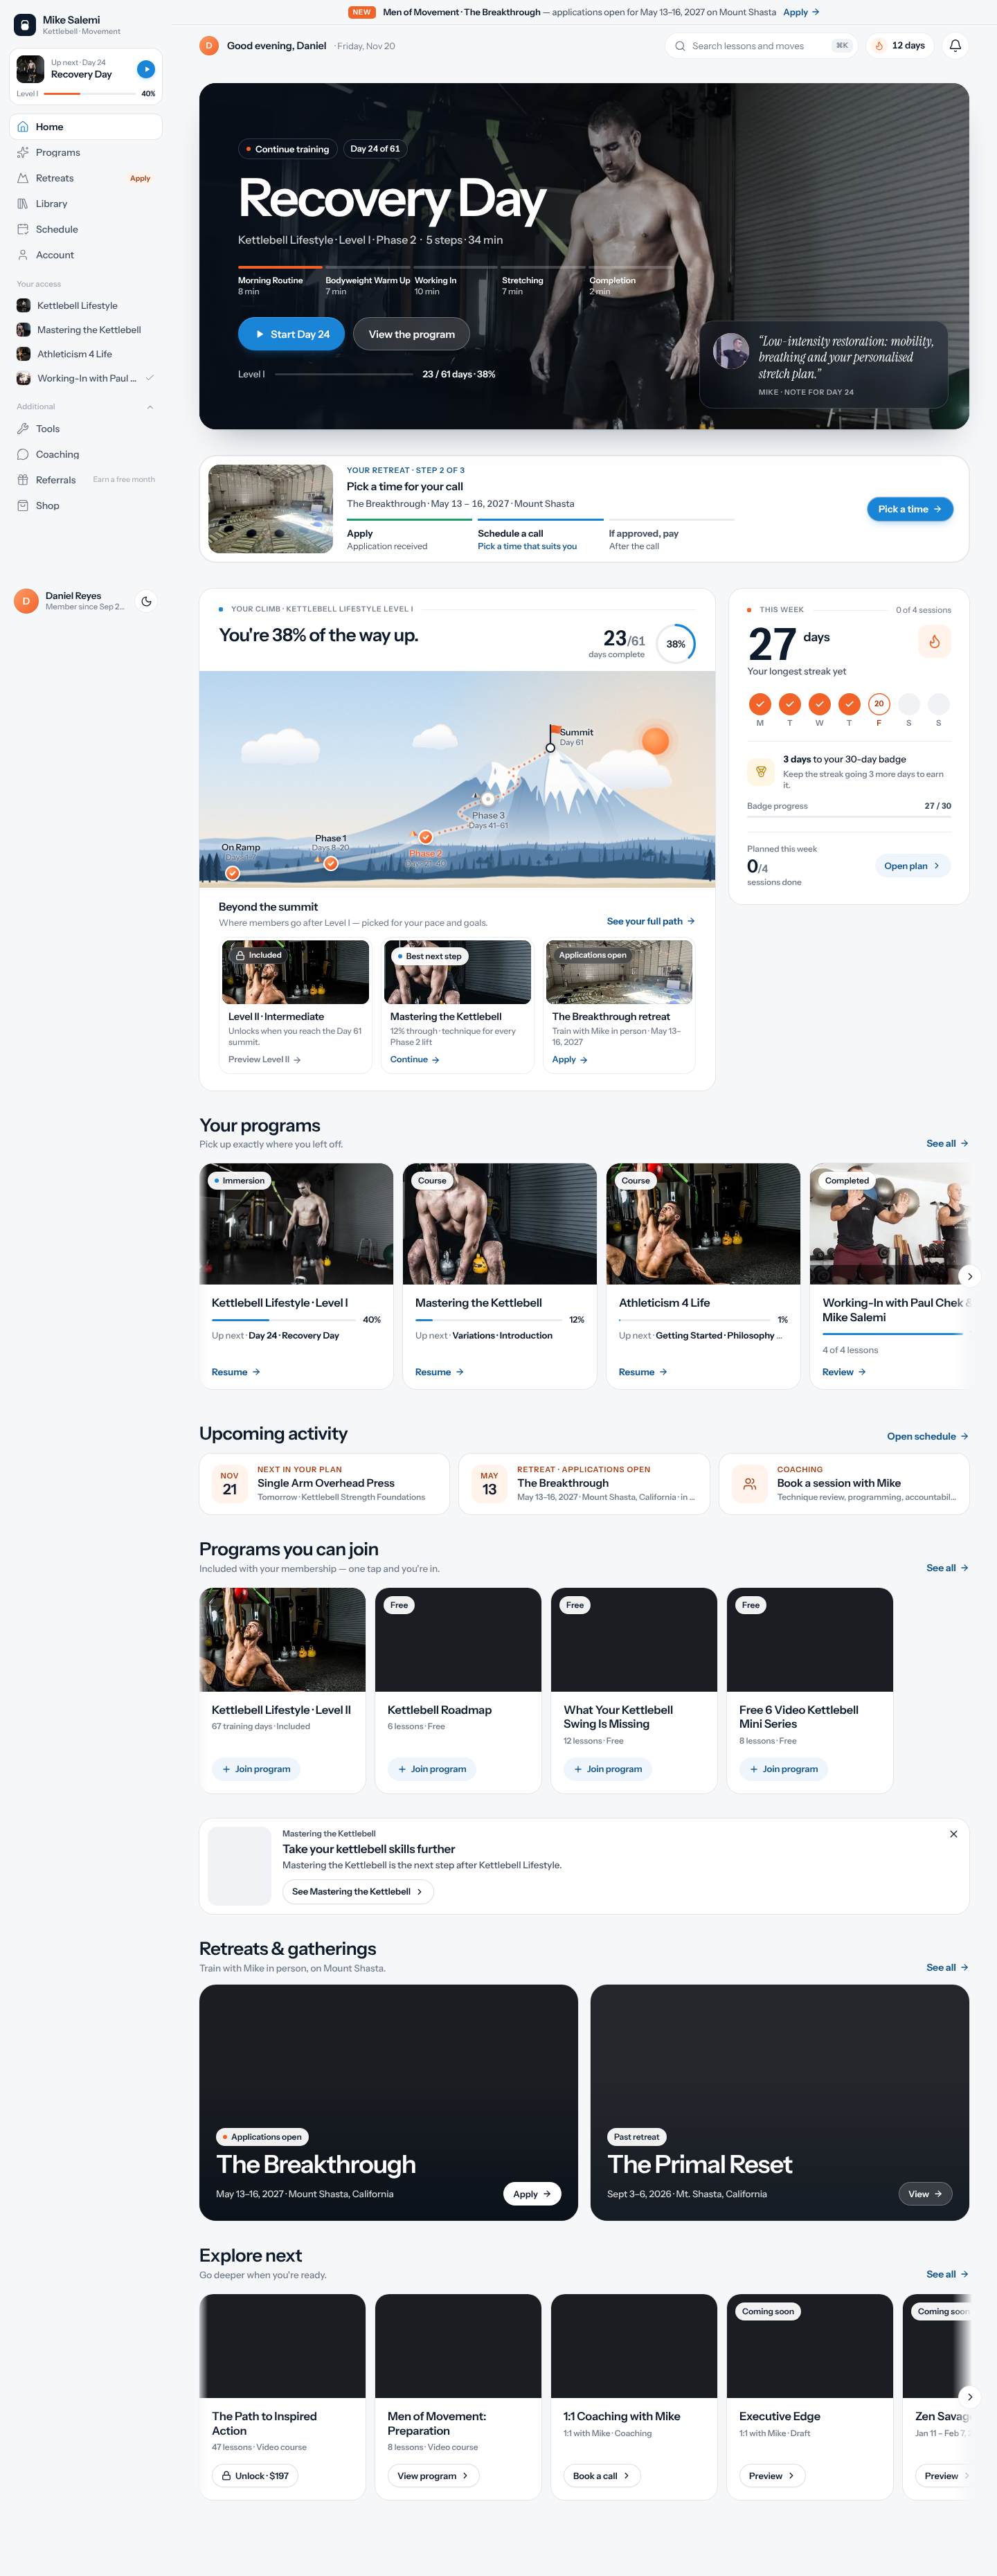 Mike Salemi
Kettlebell · Movement
Up next · Day 24
Recovery Day
Level I
40%
Home
Programs
Retreats
Apply
Library
Schedule
Account
Your access
Kettlebell Lifestyle
Mastering the Kettlebell
Athleticism 4 Life
Working-In with Paul ...
Additional
Tools
Coaching
Referrals
Earn a free month
Shop
Daniel Reyes
Member since Sep 2...
NEW Men of Movement · The Breakthrough — applications open for May 13–16, 2027 on Mount Shasta Apply
D Good evening, Daniel · Friday, Nov 20
Search lessons and moves ⌘K
12 days
Continue training
Day 24 of 61
Recovery Day
Kettlebell Lifestyle · Level I · Phase 2 · 5 steps · 34 min
Morning Routine
8 min
Bodyweight Warm Up
7 min
Working In
10 min
Stretching
7 min
Completion
2 min
Start Day 24
View the program
Level I
23 / 61 days · 38%
“Low-intensity restoration: mobility,
breathing and your personalised
stretch plan.”
MIKE · NOTE FOR DAY 24
YOUR RETREAT · STEP 2 OF 3
Pick a time for your call
The Breakthrough · May 13 – 16, 2027 · Mount Shasta
Apply
Application received
Schedule a call
Pick a time that suits you
If approved, pay
After the call
Pick a time
YOUR CLIMB · KETTLEBELL LIFESTYLE LEVEL I
You're 38% of the way up.
23/61
days complete
38%
Summit
Day 61
Phase 3
Days 41–61
Phase 2
Phase 1
Days 8–20
On Ramp
Beyond the summit
Where members go after Level I — picked for your pace and goals.
See your full path
Included
Level II · Intermediate
Unlocks when you reach the Day 61
summit.
Preview Level II
Best next step
Mastering the Kettlebell
12% through · technique for every
Phase 2 lift
Continue
Applications open
The Breakthrough retreat
Train with Mike in person · May 13–
16, 2027
Apply
THIS WEEK
0 of 4 sessions
27 days
Your longest streak yet
20
M T W T F S S
3 days to your 30-day badge
Keep the streak going 3 more days to earn
it.
Badge progress
27 / 30
Planned this week
0/4
sessions done
Open plan
Your programs
Pick up exactly where you left off.
See all
Immersion
Kettlebell Lifestyle · Level I
40%
Up next · Day 24 · Recovery Day
Resume
Course
Mastering the Kettlebell
12%
Up next · Variations · Introduction
Resume
Course
Athleticism 4 Life
1%
Up next · Getting Started · Philosophy ...
Resume
Completed
Working-In with Paul Chek &
Mike Salemi
4 of 4 lessons
Review
Upcoming activity
Open schedule
NOV
21
NEXT IN YOUR PLAN
Single Arm Overhead Press
Tomorrow · Kettlebell Strength Foundations
MAY
13
RETREAT · APPLICATIONS OPEN
The Breakthrough
May 13–16, 2027 · Mount Shasta, California · in ...
COACHING
Book a session with Mike
Technique review, programming, accountabil...
Programs you can join
Included with your membership — one tap and you're in.
See all
Kettlebell Lifestyle · Level II
67 training days · Included
Join program
Free
Kettlebell Roadmap
6 lessons · Free
Join program
Free
What Your Kettlebell
Swing Is Missing
12 lessons · Free
Join program
Free
Free 6 Video Kettlebell
Mini Series
8 lessons · Free
Join program
Mastering the Kettlebell
Take your kettlebell skills further
Mastering the Kettlebell is the next step after Kettlebell Lifestyle.
See Mastering the Kettlebell
Retreats & gatherings
Train with Mike in person, on Mount Shasta.
See all
Applications open
The Breakthrough
May 13–16, 2027 · Mount Shasta, California
Apply
Past retreat
The Primal Reset
Sept 3–6, 2026 · Mt. Shasta, California
View
Explore next
Go deeper when you're ready.
See all
The Path to Inspired
Action
47 lessons · Video course
Unlock · $197
Men of Movement:
Preparation
8 lessons · Video course
View program
1:1 Coaching with Mike
1:1 with Mike · Coaching
Book a call
Coming soon
Executive Edge
1:1 with Mike · Draft
Preview
Coming soon
Zen Savage
Jan 11 – Feb 7,
Preview